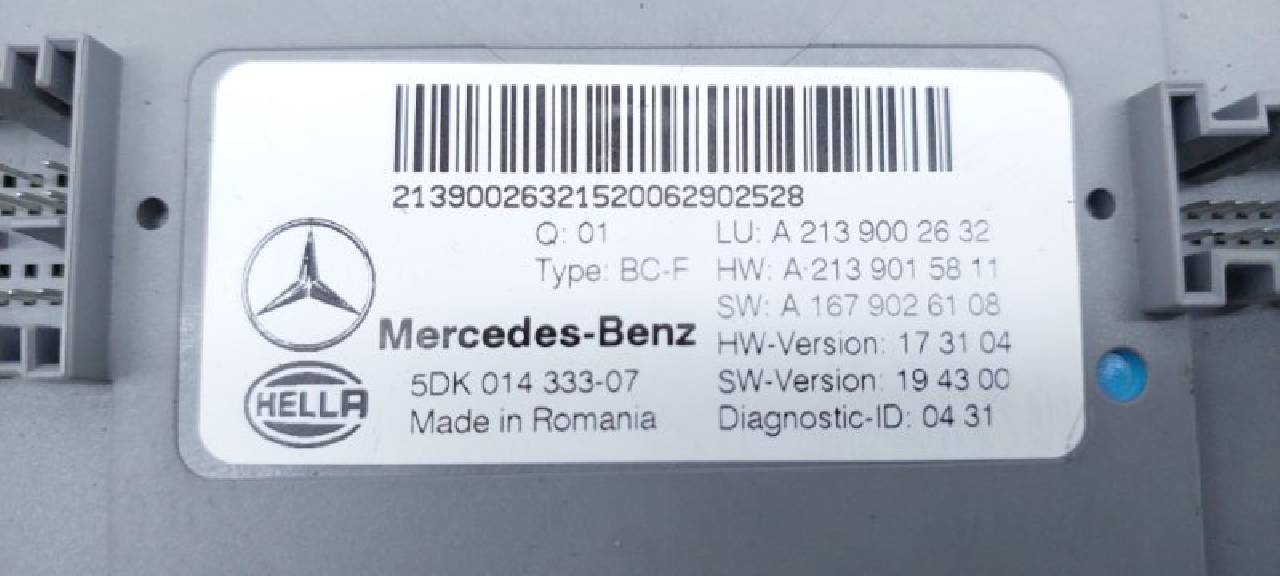 21390026321520062902528
Q: 01
LU: A 213 900 26 32
Type: BC-F
HW: A 213 901 58 11
SW: A 167 902 61 08
Mercedes-Benz
HW-Version: 17 31 04
5DK 014 333-07
SW-Version: 19 43 00
HELLA
Made in Romania
Diagnostic-ID: 04 31